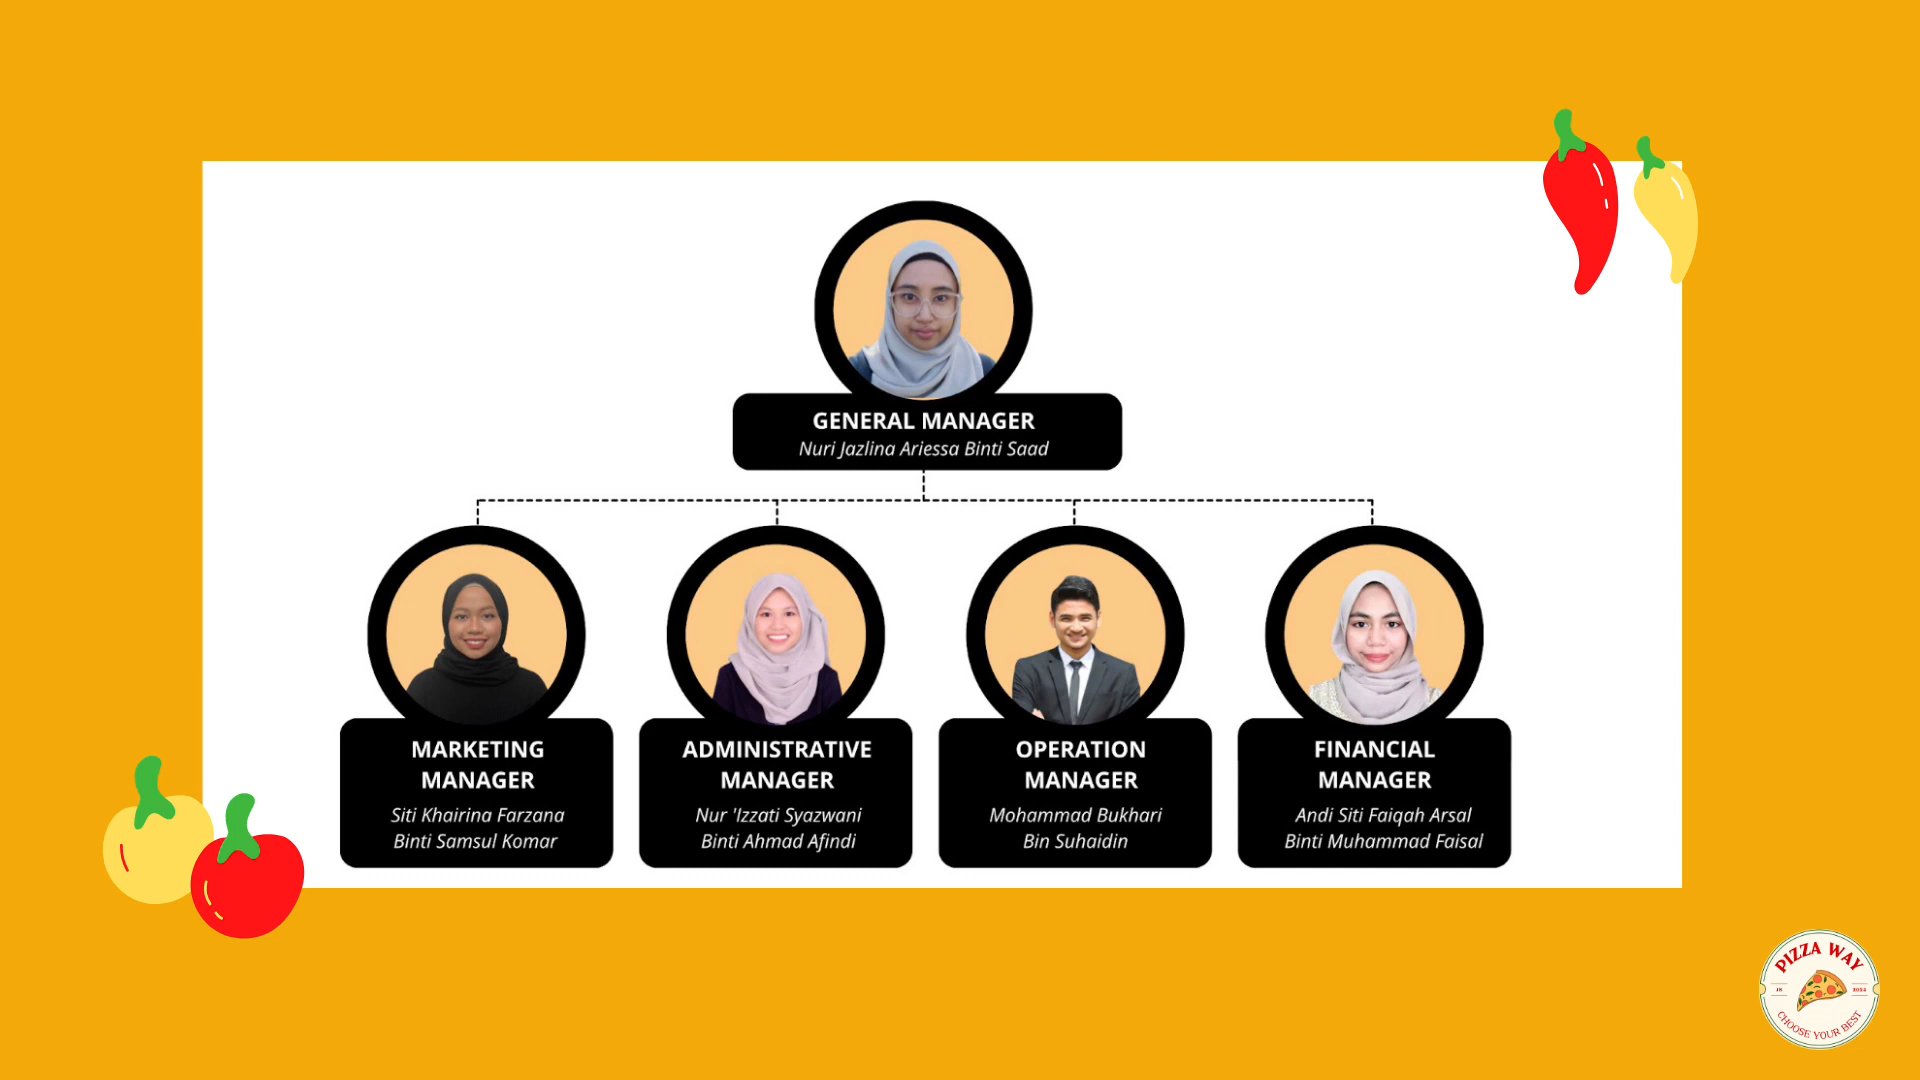 GENERAL MANAGER
Nuri Jazlina Ariessa Binti Saad
MARKETING
MANAGER
Siti Khairina Farzana
Binti Samsul Komar
ADMINISTRATIVE
MANAGER
Nur 'Izzati Syazwani
Binti Ahmad Afindi
OPERATION
MANAGER
Mohammad Bukhari
Bin Suhaidin
FINANCIAL
MANAGER
Andi Siti Faiqah Arsal
Binti Muhammad Faisal
PIZZA WAY
CHOOSE YOUR BEST